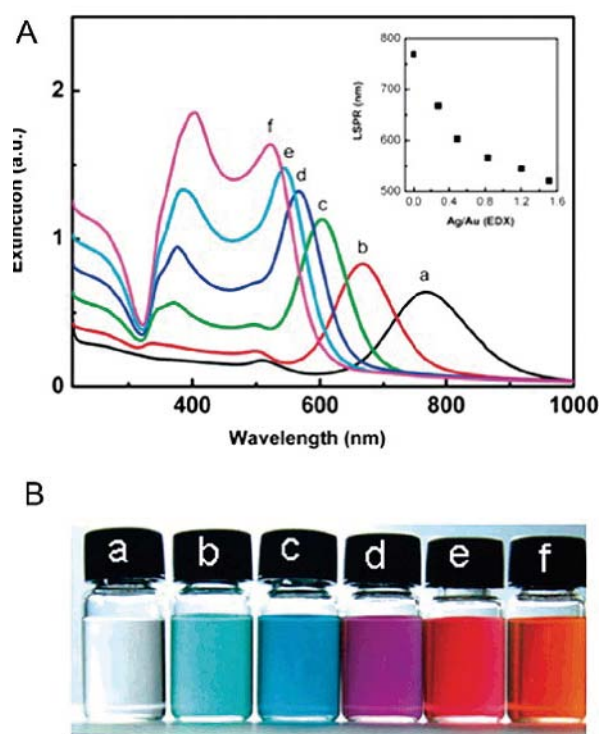 A
2
1
0
Extinction (a.u.)
400 600 800 1000
Wavelength (nm)
f
e
d
c
b
a
800
700
600
500
LSPR (nm)
0.0 0.4 0.8 1.2 1.6
Ag/Au (EDX)
B
a b c d e f